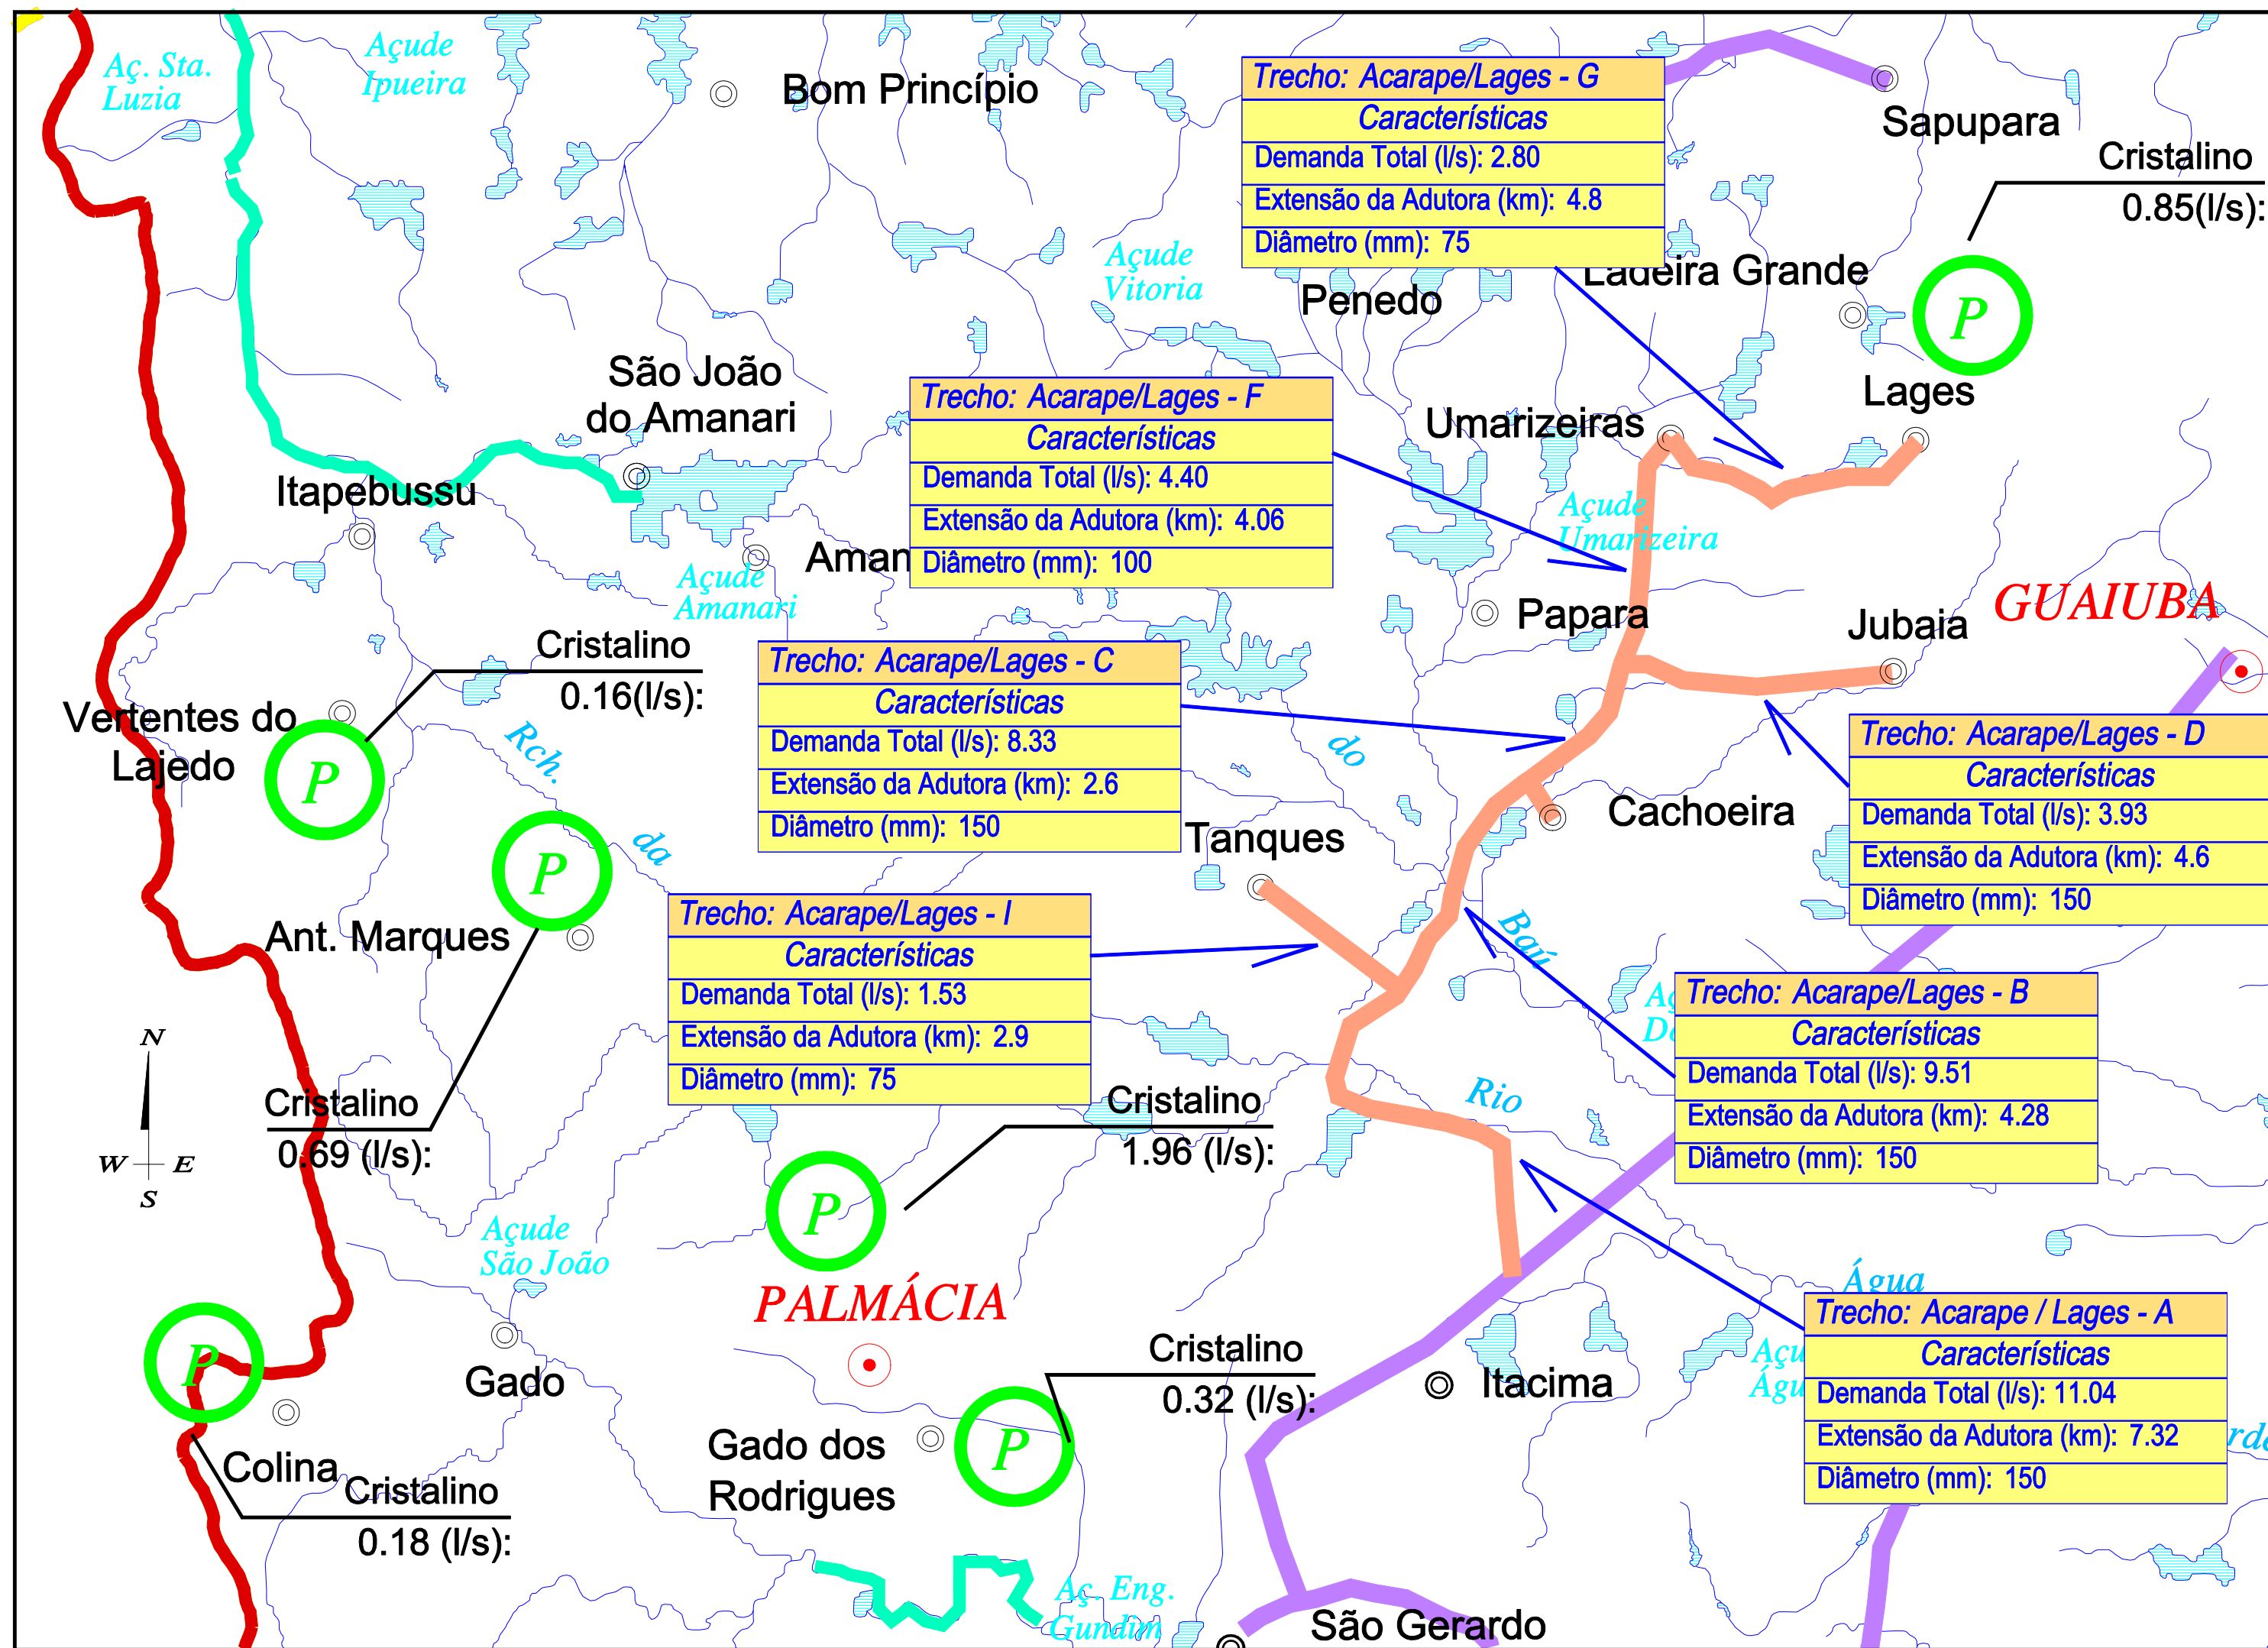 Aç. Sta.
Luzia
Açude
Ipueira
Bom Princípio
Trecho: Acarape/Lages - G
Características
Demanda Total (l/s): 2.80
Extensão da Adutora (km): 4.8
Diâmetro (mm): 75
Sapupara
Cristalino
0.85(l/s):
Açude
Vitoria
Penedo
Ladeira Grande
P
Lages
São João
do Amanari
Trecho: Acarape/Lages - F
Características
Demanda Total (l/s): 4.40
Extensão da Adutora (km): 4.06
Diâmetro (mm): 100
Umarizeiras
Itapebussu
Açude
Umarizeira
Aman
Açude
Amanari
Papara
Jubaia
GUAIUBA
Cristalino
0.16(l/s):
Trecho: Acarape/Lages - C
Características
Demanda Total (l/s): 8.33
Extensão da Adutora (km): 2.6
Diâmetro (mm): 150
Vertentes do
Lajedo
P
Rch.
da
do
Trecho: Acarape/Lages - D
Características
Demanda Total (l/s): 3.93
Extensão da Adutora (km): 4.6
Diâmetro (mm): 150
Cachoeira
Tanques
P
Ant. Marques
Trecho: Acarape/Lages - I
Características
Demanda Total (l/s): 1.53
Extensão da Adutora (km): 2.9
Diâmetro (mm): 75
Baú
Trecho: Acarape/Lages - B
Características
Demanda Total (l/s): 9.51
Extensão da Adutora (km): 4.28
Diâmetro (mm): 150
N
W E
S
Cristalino
0.69 (l/s):
Cristalino
1.96 (l/s):
Rio
P
Açude
São João
PALMÁCIA
Água
Trecho: Acarape / Lages - A
Características
Demanda Total (l/s): 11.04
Extensão da Adutora (km): 7.32
Diâmetro (mm): 150
P
Gado
Cristalino
0.32 (l/s):
Itacima
Colina
Cristalino
0.18 (l/s):
Gado dos
Rodrigues
P
Aç. Eng.
Gundim
São Gerardo